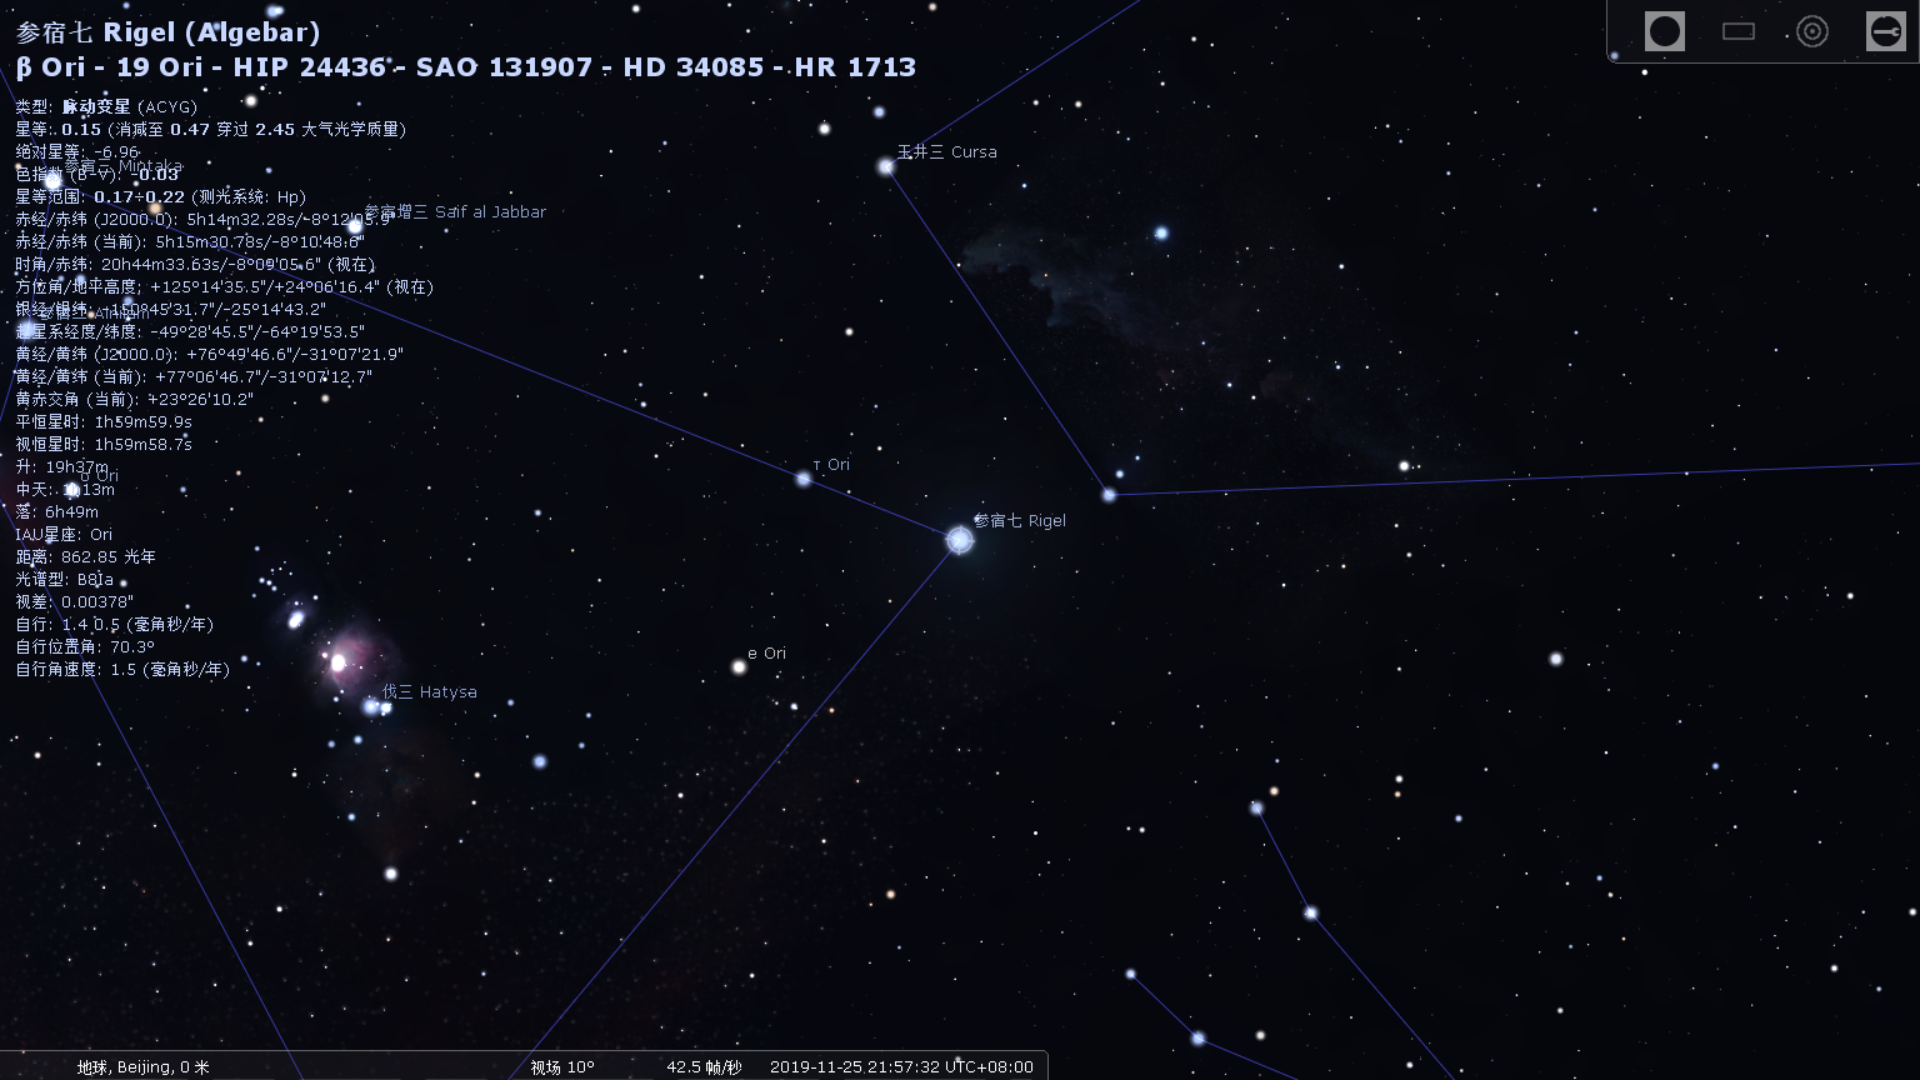 参宿七 Rigel (Algebar)
β Ori - 19 Ori - HIP 24436 - SAO 131907 - HD 34085 - HR 1713
类型: 脉动变星 (ACYG)
星等: 0.15 (消减至 0.47 穿过 2.45 大气光学质量)
绝对星等: -6.96
参宿三 Mintaka
色指数 (B-V): -0.03
星等范围: 0.17÷0.22 (测光系统: Hp)
赤经/赤纬 (J2000.0): 5h14m32.28s/-8°12'05.9"
参宿增三 Saif al Jabbar
赤经/赤纬 (当前): 5h15m30.78s/-8°10'48.6"
时角/赤纬: 20h44m33.63s/-8°09'05.6" (视在)
方位角/地平高度: +125°14'35.5"/+24°06'16.4" (视在)
银经/银纬: -150°45'31.7"/-25°14'43.2"
参宿二 Alnilam
超星系经度/纬度: -49°28'45.5"/-64°19'53.5"
黄经/黄纬 (J2000.0): +76°49'46.6"/-31°07'21.9"
黄经/黄纬 (当前): +77°06'46.7"/-31°07'12.7"
黄赤交角 (当前): +23°26'10.2"
平恒星时: 1h59m59.9s
视恒星时: 1h59m58.7s
升: 19h37m
σ Ori
中天: 1h13m
落: 6h49m
IAU星座: Ori
距离: 862.85 光年
光谱型: B8Ia
视差: 0.00378"
自行: 1.4 0.5 (毫角秒/年)
自行位置角: 70.3°
自行角速度: 1.5 (毫角秒/年)
玉井三 Cursa
τ Ori
参宿七 Rigel
e Ori
伐三 Hatysa
地球, Beijing, 0 米
视场 10°
42.5 帧/秒
2019-11-25 21:57:32 UTC+08:00